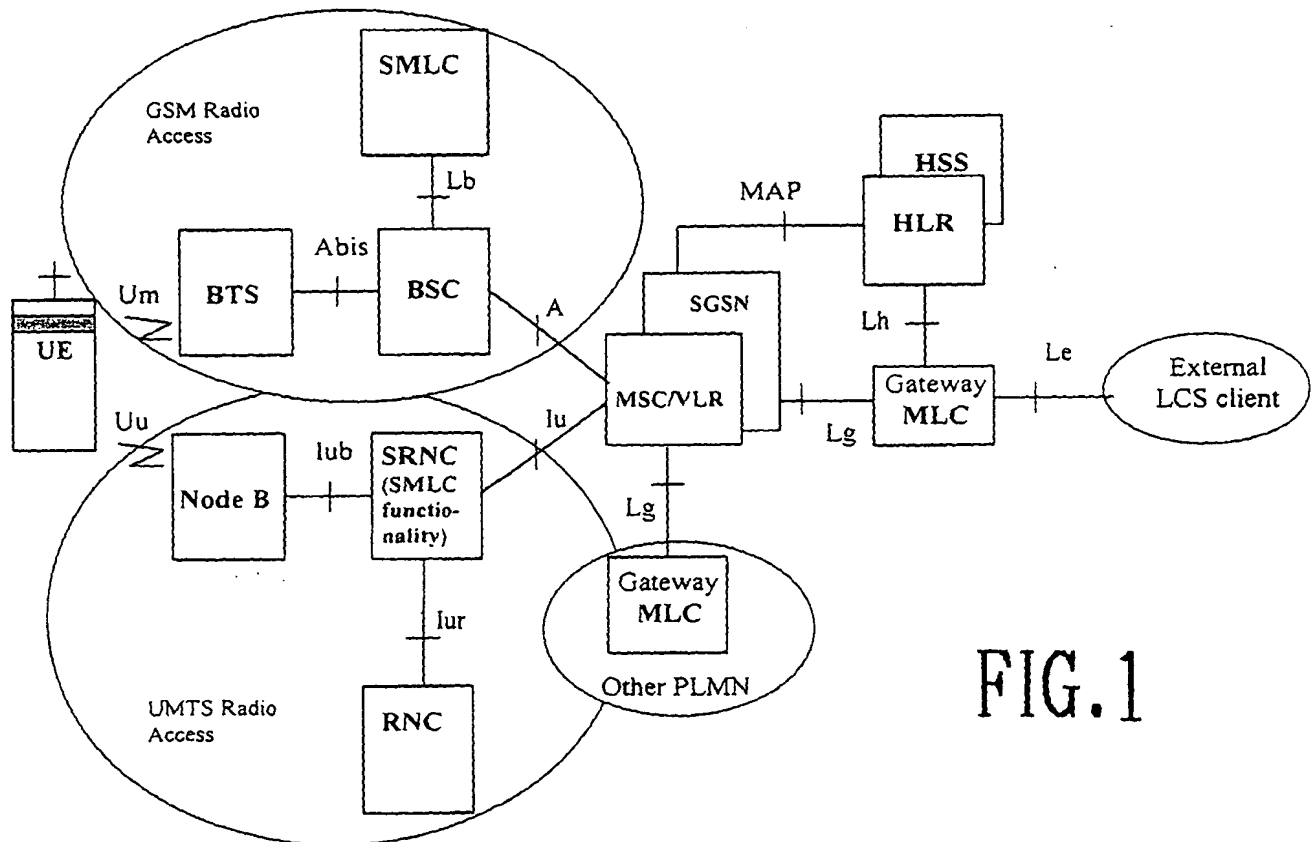 SMLC
GSM Radio
Access
HSS
Lb
MAP
HLR
Abis
Um
BTS
BSC
SGSN
A
UE
Lh
Le
MSC/VLR
Gateway
MLC
External
LCS client
Uu
Iu
Lg
Iub
SRNC
(SMLC
functio-
nality)
Node B
Lg
Gateway
MLC
Iur
Other PLMN
UMTS Radio
Access
RNC
FIG.1